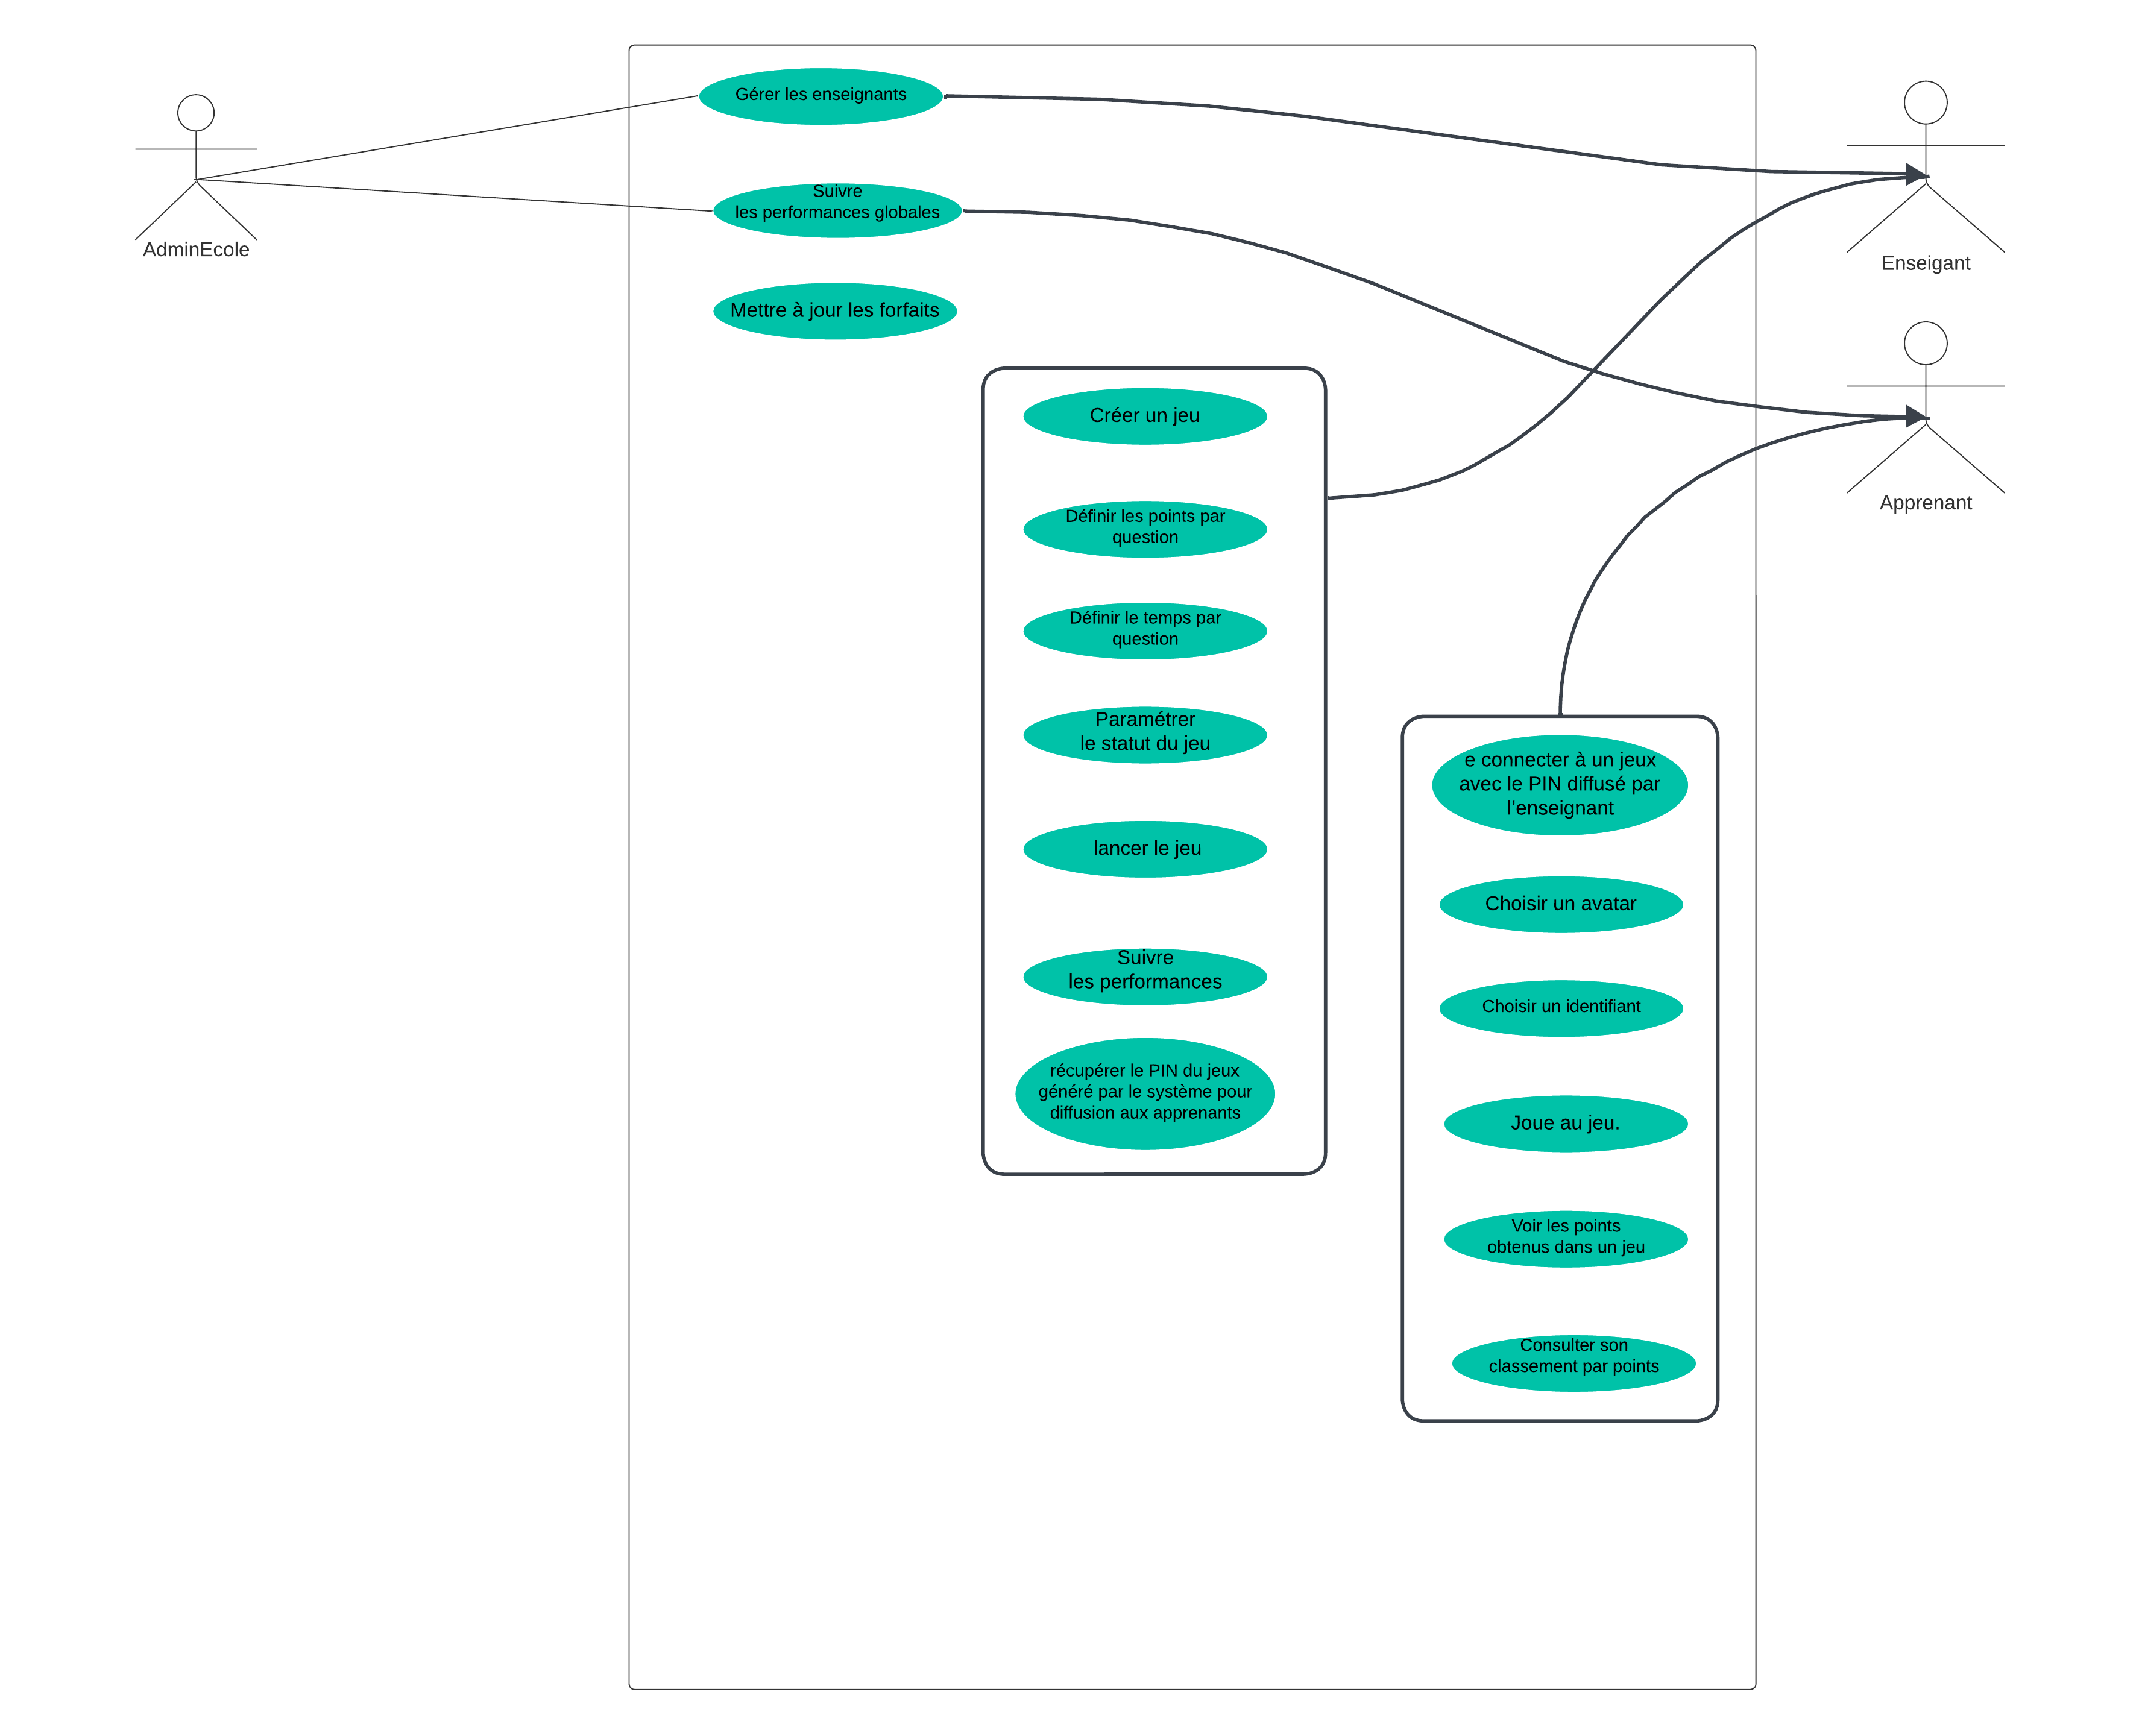 Gérer les enseignants
Suivre
les performances globales
AdminEcole
Enseigant
Mettre à jour les forfaits
Créer un jeu
Apprenant
Définir les points par
question
Définir le temps par
question
Paramétrer
le statut du jeu
lancer le jeu
Suivre
les performances
récupérer le PIN du jeux
généré par le système pour
diffusion aux apprenants
e connecter à un jeux
avec le PIN diffusé par
l’enseignant
Choisir un avatar
Choisir un identifiant
Joue au jeu.
Voir les points
obtenus dans un jeu
Consulter son
classement par points